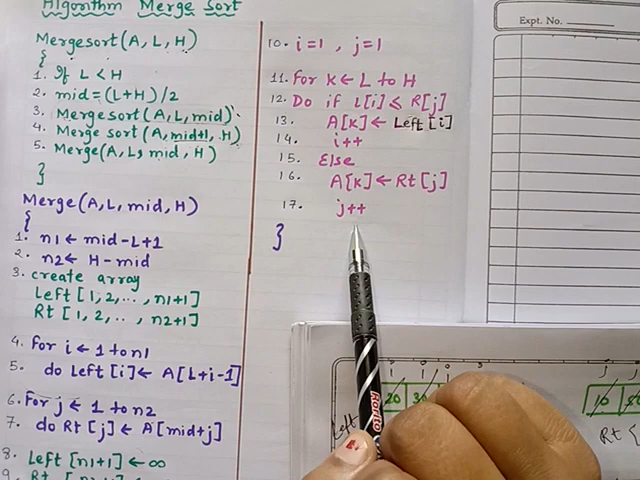 Algorithm Merge Sort
Mergesort(A, L, H)
{
1. If L < H
2. mid = (L+H)/2
3. Mergesort(A, L, mid)
4. Merge sort (A, mid+1, H)
5. Merge(A, L, mid, H)
}
Merge(A, L, mid, H)
{
1. n1 ← mid-L+1
2. n2 ← H-mid
3. create array
Left [1, 2, ..., n1+1]
Rt [1, 2, .., n2+1]
4. For i ← 1 to n1
5. do Left [i] ← A[L+i-1]
6. For j ← 1 to n2
7. do Rt [j] ← A[mid+j]
8. Left [n1+1] ← ∞
9. Rt
10. i=1 , j=1
11. For K ← L to H
12. Do if L[i] ≤ R[j]
13. A[K] ← Left [i]
14. i++
15. Else
16. A[K] ← Rt [j]
17. j++
}
Expt. No.
20 30
10
Left
Rt {
Rorito